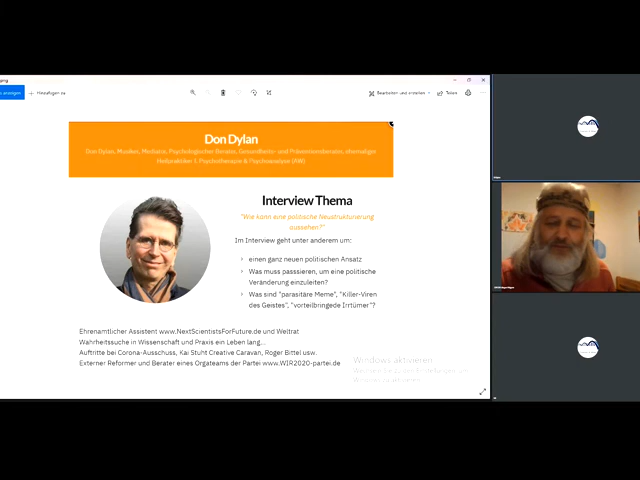 Hinzufügen zu
Bearbeiten und erstellen
Teilen
Don Dylan
Don Dylan, Musiker, Mediator, Psychologischer Berater, Gesundheits- und Präventionsberater, ehemaliger
Heilpraktiker f. Psychotherapie & Psychoanalyse (AW)
Interview Thema
"Wie kann eine politische Neustrukturierung
aussehen?"
Im Interview geht unter anderem um:
einen ganz neuen politischen Ansatz
Was muss passieren, um eine politische
Veränderung einzuleiten?
Was sind "parasitäre Meme", "Killer-Viren
des Geistes", "vorteilbringede Irrtümer"?
Ehrenamtlicher Assistent www.NextScientistsForFuture.de und Weltrat
Wahrheitssuche in Wissenschaft und Praxis ein Leben lang...
Auftritte bei Corona-Ausschuss, Kai Stuht Creative Caravan, Roger Bittel usw.
Externer Reformer und Berater eines Orgateams der Partei www.WIR2020-partei.de
Windows aktivieren